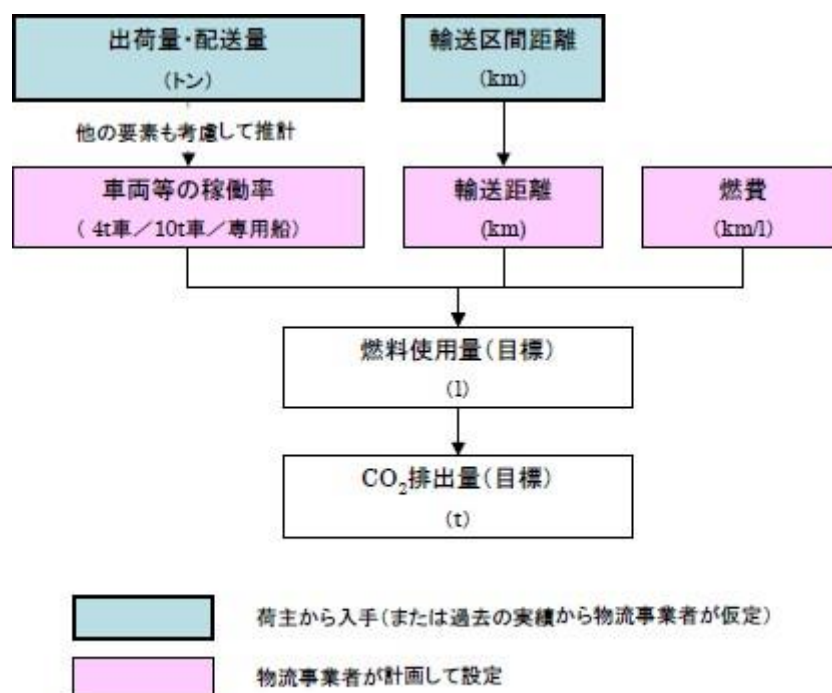 出荷量・配送量
(トン)
輸送区間距離
(km)
他の要素も考慮して推計
車両等の稼働率
( 4t車／10t車／専用船)
輸送距離
(km)
燃費
(km/l)
燃料使用量(目標)
(l)
CO₂排出量(目標)
(t)
荷主から入手(または過去の実績から物流事業者が仮定)
物流事業者が計画して設定